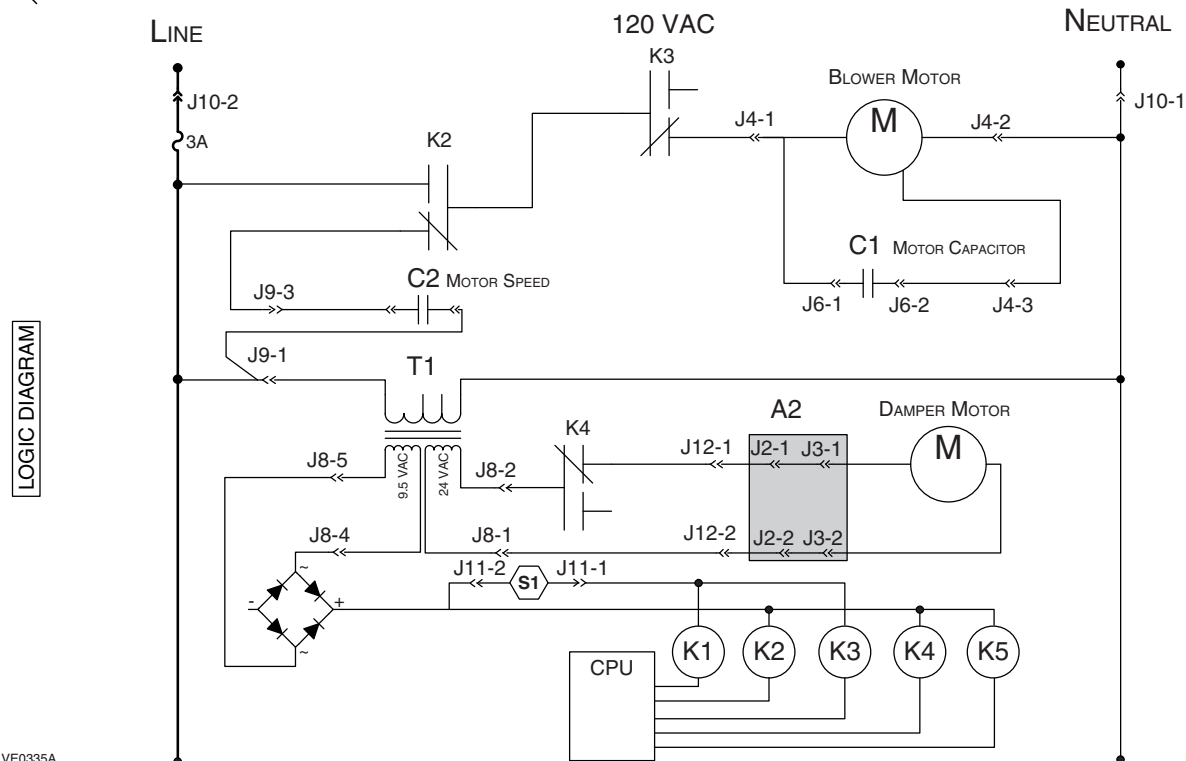 LINE
120 VAC
NEUTRAL
K3
BLOWER MOTOR
J10-2
J10-1
3A
K2
J4-1
M
J4-2
C1 MOTOR CAPACITOR
C2 MOTOR SPEED
J9-3
J6-1
J6-2
J4-3
LOGIC DIAGRAM
J9-1
T1
A2
DAMPER MOTOR
K4
J8-5
9.5 VAC
24 VAC
J8-2
J12-1
J2-1
J3-1
M
J8-4
J8-1
J12-2
J2-2
J3-2
J11-2
S1
J11-1
~
-
+
~
K1
K2
K3
K4
K5
CPU
VF0335A